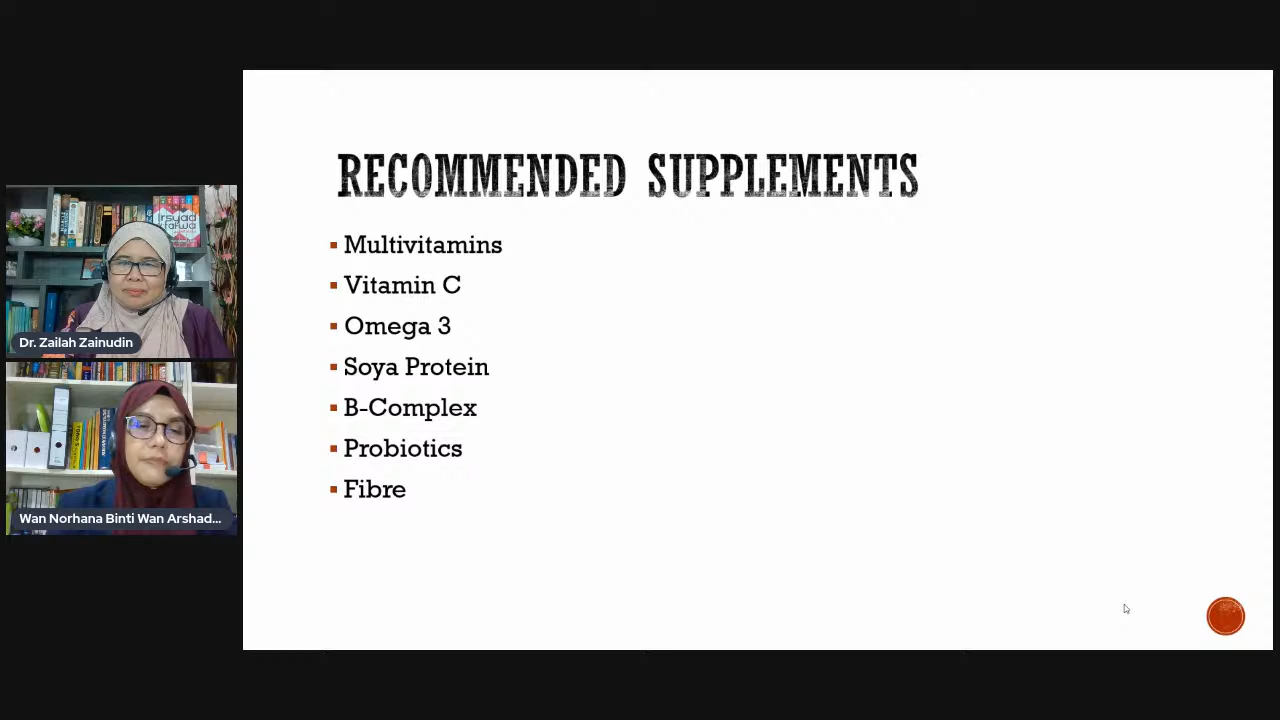 RECOMMENDED SUPPLEMENTS
Multivitamins
Vitamin C
Omega 3
Soya Protein
B-Complex
Probiotics
Fibre
Dr. Zailah Zainudin
Wan Norhana Binti Wan Arshad...